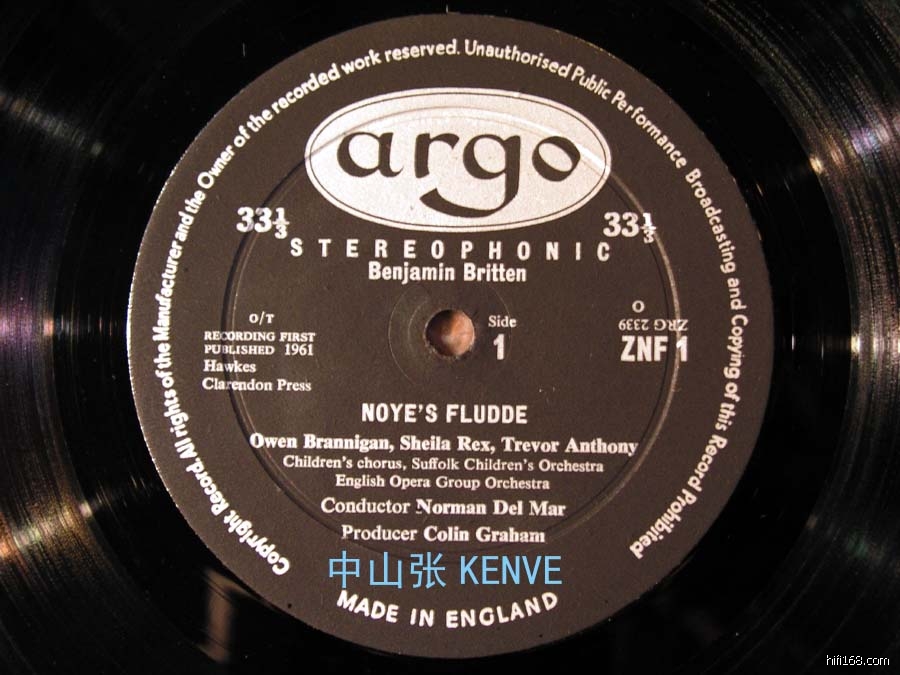 Copyright Record. All rights of the Manufacturer and the Owner of the recorded work reserved. Unauthorised Public Performance Broadcasting and Copying of this Record Prohibited
argo
33⅓
33⅓
STEREOPHONIC
Benjamin Britten
O/T
RECORDING FIRST
PUBLISHED 1961
Hawkes
Clarendon Press
Side
1
O
ZRG 2339
ZNF 1
NOYE'S FLUDDE
Owen Brannigan, Sheila Rex, Trevor Anthony
Children's chorus, Suffolk Children's Orchestra
English Opera Group Orchestra
Conductor Norman Del Mar
Producer Colin Graham
中山张 KENVE
MADE IN ENGLAND
hifi168.com